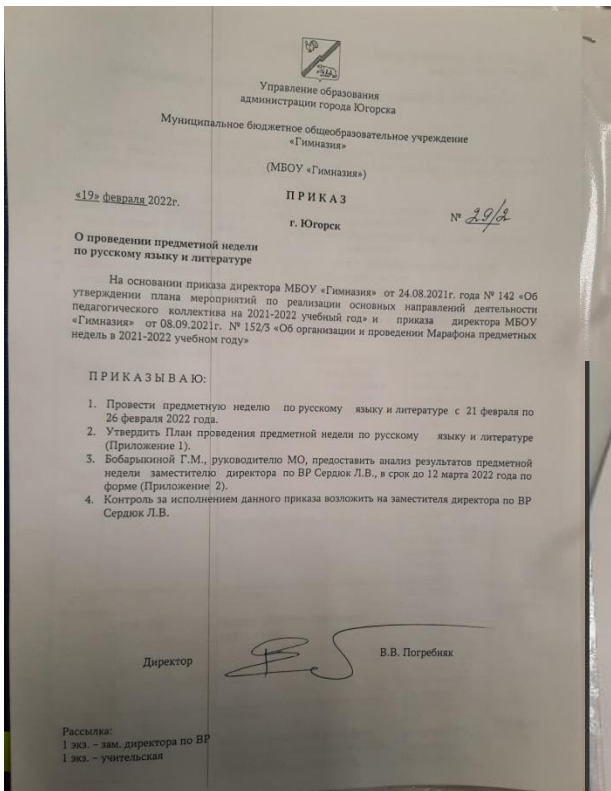 Управление образования
администрации города Югорска
Муниципальное бюджетное общеобразовательное учреждение
«Гимназия»
(МБОУ «Гимназия»)
«19» февраля 2022г.
П Р И К А З
№ 29/2
г. Югорск
О проведении предметной недели
по русскому языку и литературе
На основании приказа директора МБОУ «Гимназия» от 24.08.2021г. года № 142 «Об
утверждении плана мероприятий по реализации основных направлений деятельности
педагогического коллектива на 2021-2022 учебный год» и приказа директора МБОУ
«Гимназия» от 08.09.2021г. № 152/3 «Об организации и проведении Марафона предметных
недель в 2021-2022 учебном году»
П Р И К А З Ы В А Ю:
1. Провести предметную неделю по русскому языку и литературе с 21 февраля по
26 февраля 2022 года.
2. Утвердить План проведения предметной недели по русскому языку и литературе
(Приложение 1).
3. Бобарыкиной Г.М., руководителю МО, предоставить анализ результатов предметной
недели заместителю директора по ВР Сердюк Л.В., в срок до 12 марта 2022 года по
форме (Приложение 2).
4. Контроль за исполнением данного приказа возложить на заместителя директора по ВР
Сердюк Л.В.
Директор
В.В. Погребняк
Рассылка:
1 экз. – зам. директора по ВР
1 экз. – учительская